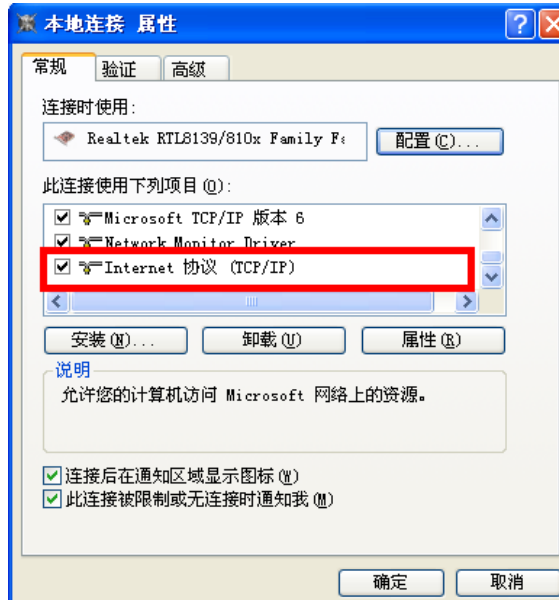 本地连接 属性
常规 验证 高级
连接时使用:
Realtek RTL8139/810x Family Fa
配置(C)...
此连接使用下列项目(O):
Microsoft TCP/IP 版本 6
Network Monitor Driver
Internet 协议 (TCP/IP)
安装(N)... 卸载(U) 属性(R)
说明
允许您的计算机访问 Microsoft 网络上的资源。
连接后在通知区域显示图标(W)
此连接被限制或无连接时通知我(M)
确定 取消